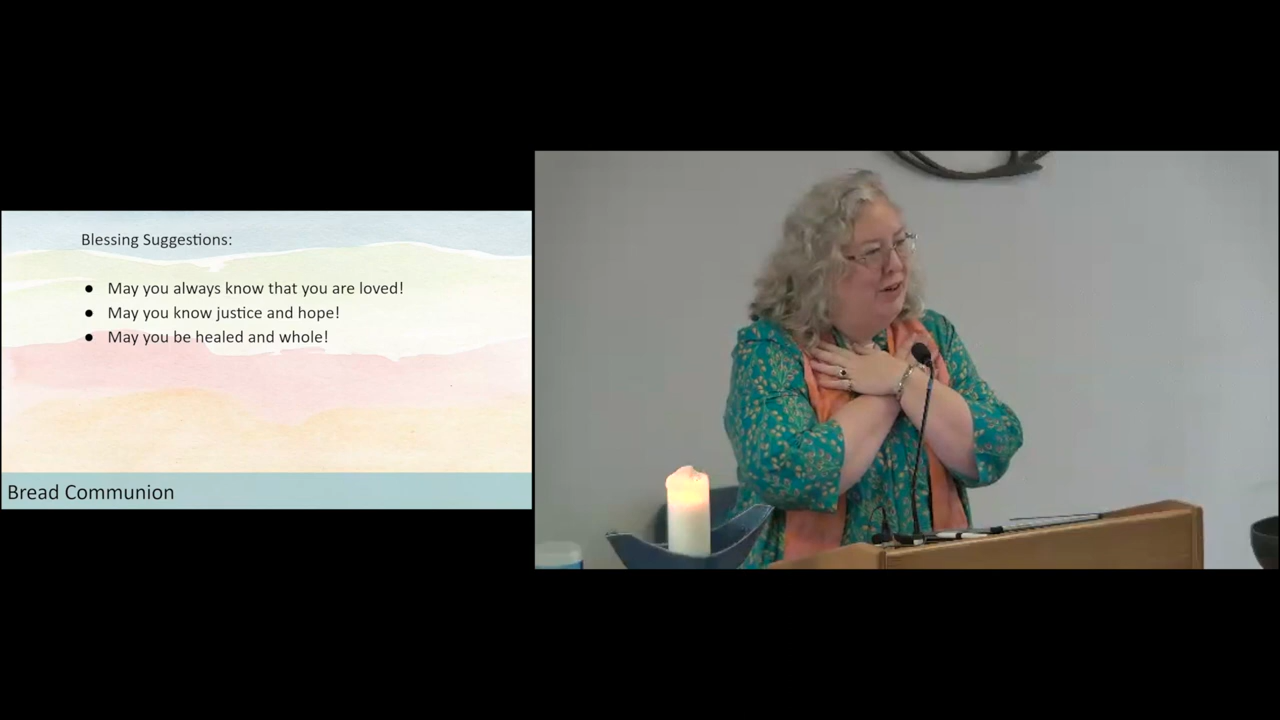 Blessing Suggestions:
● May you always know that you are loved!
● May you know justice and hope!
● May you be healed and whole!
Bread Communion